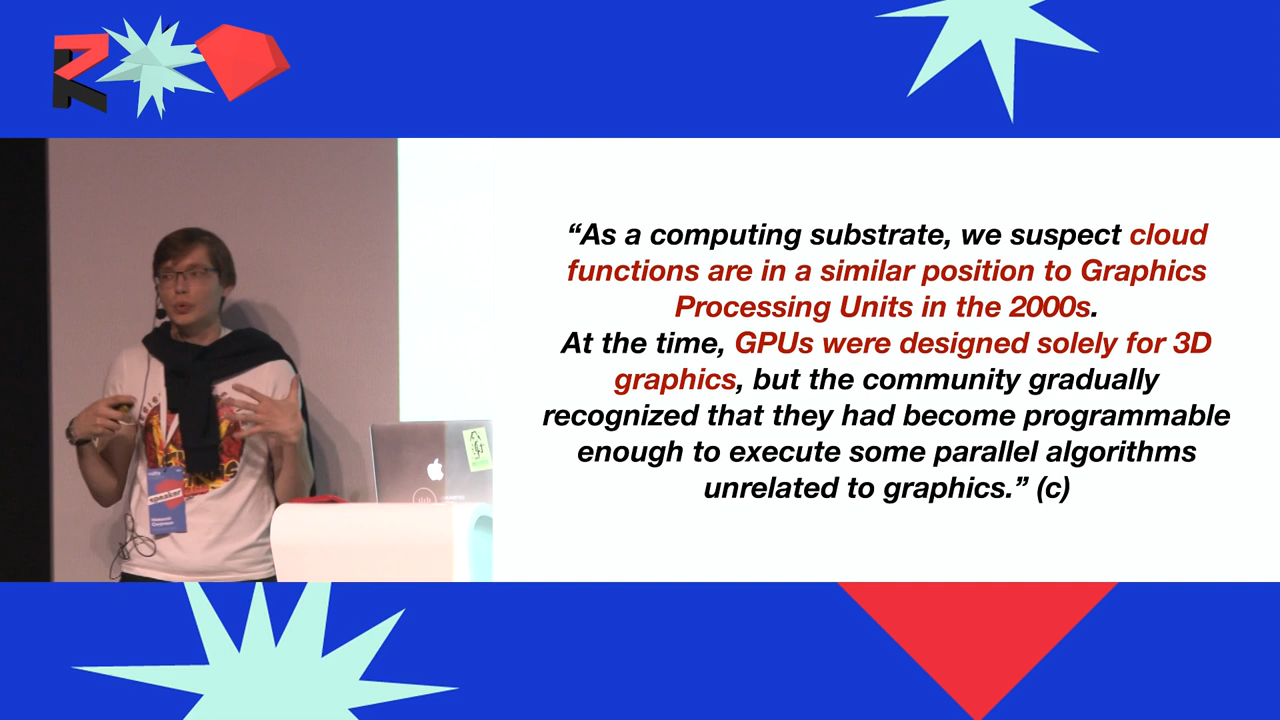 “As a computing substrate, we suspect cloud
functions are in a similar position to Graphics
Processing Units in the 2000s.
At the time, GPUs were designed solely for 3D
graphics, but the community gradually
recognized that they had become programmable
enough to execute some parallel algorithms
unrelated to graphics.” (c)
speaker